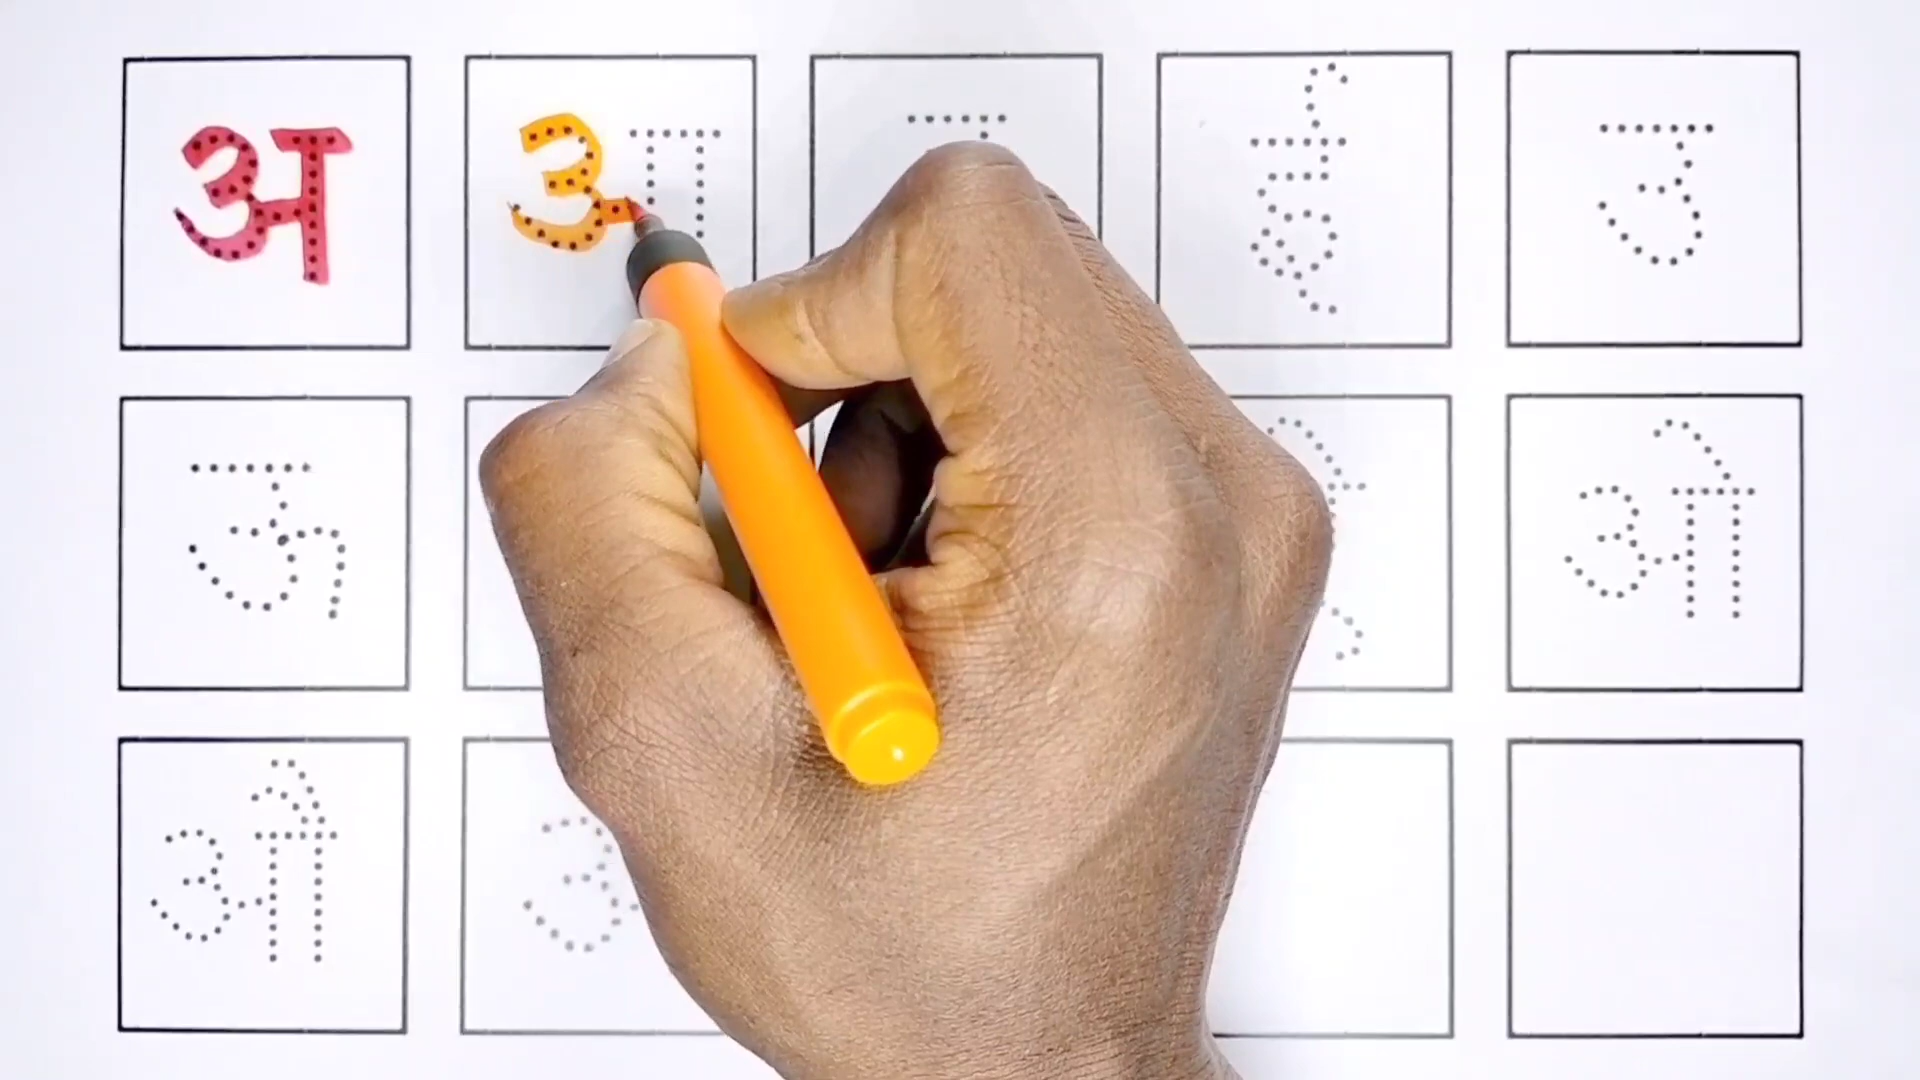 अ आ ई उ
ऊ ओ
औ